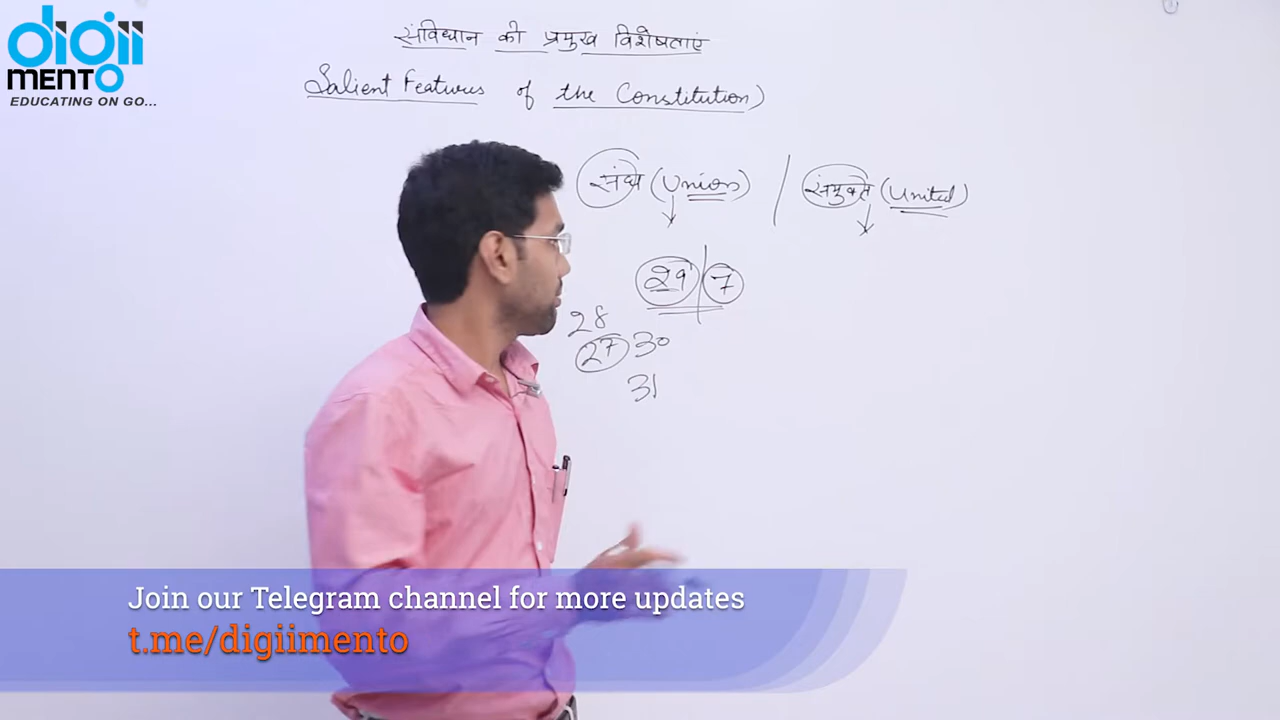 digii
MENTO
EDUCATING ON GO...
संविधान की प्रमुख विशेषताएं
Salient Features of the Constitution)
संघ (Union) / संयुक्त (United)
29 7
28
27 30
31
Join our Telegram channel for more updates
t.me/digiimento